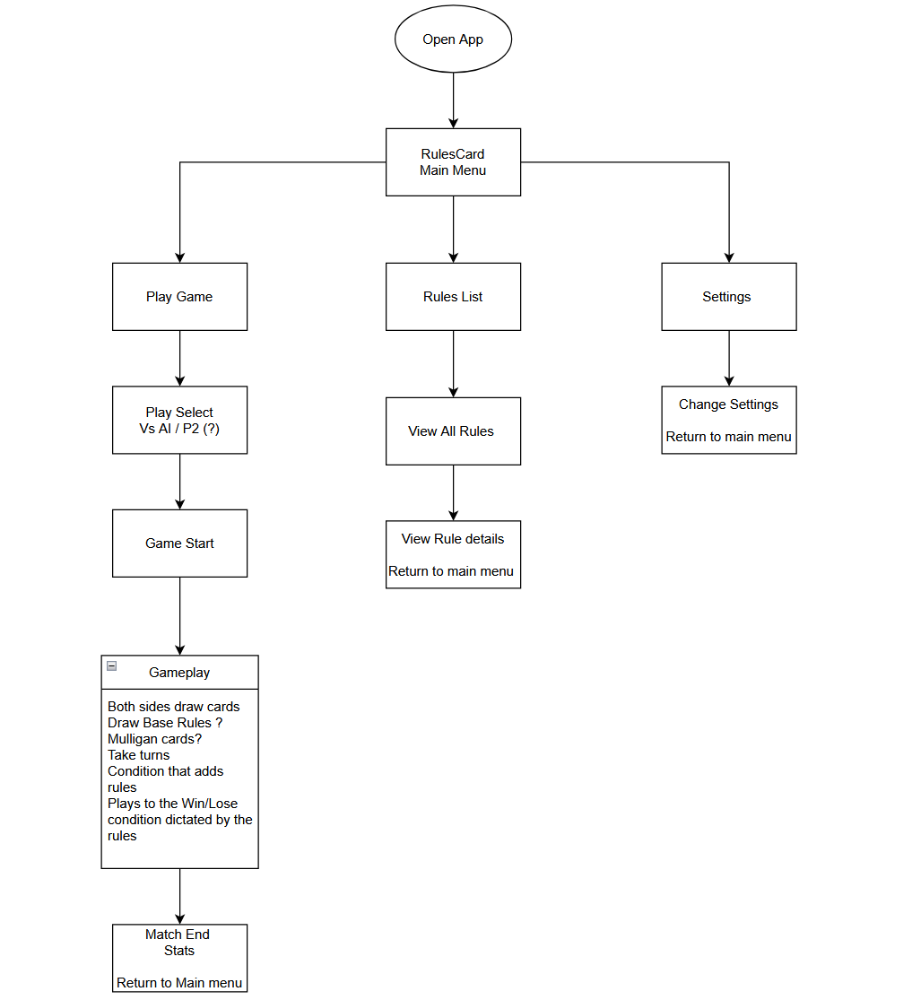 Open App
RulesCard
Main Menu
Play Game
Rules List
Settings
Play Select
Vs AI / P2 (?)
View All Rules
Change Settings
Return to main menu
Game Start
View Rule details
Return to main menu
Gameplay
Both sides draw cards
Draw Base Rules ?
Mulligan cards?
Take turns
Condition that adds
rules
Plays to the Win/Lose
condition dictated by the
rules
Match End
Stats
Return to Main menu